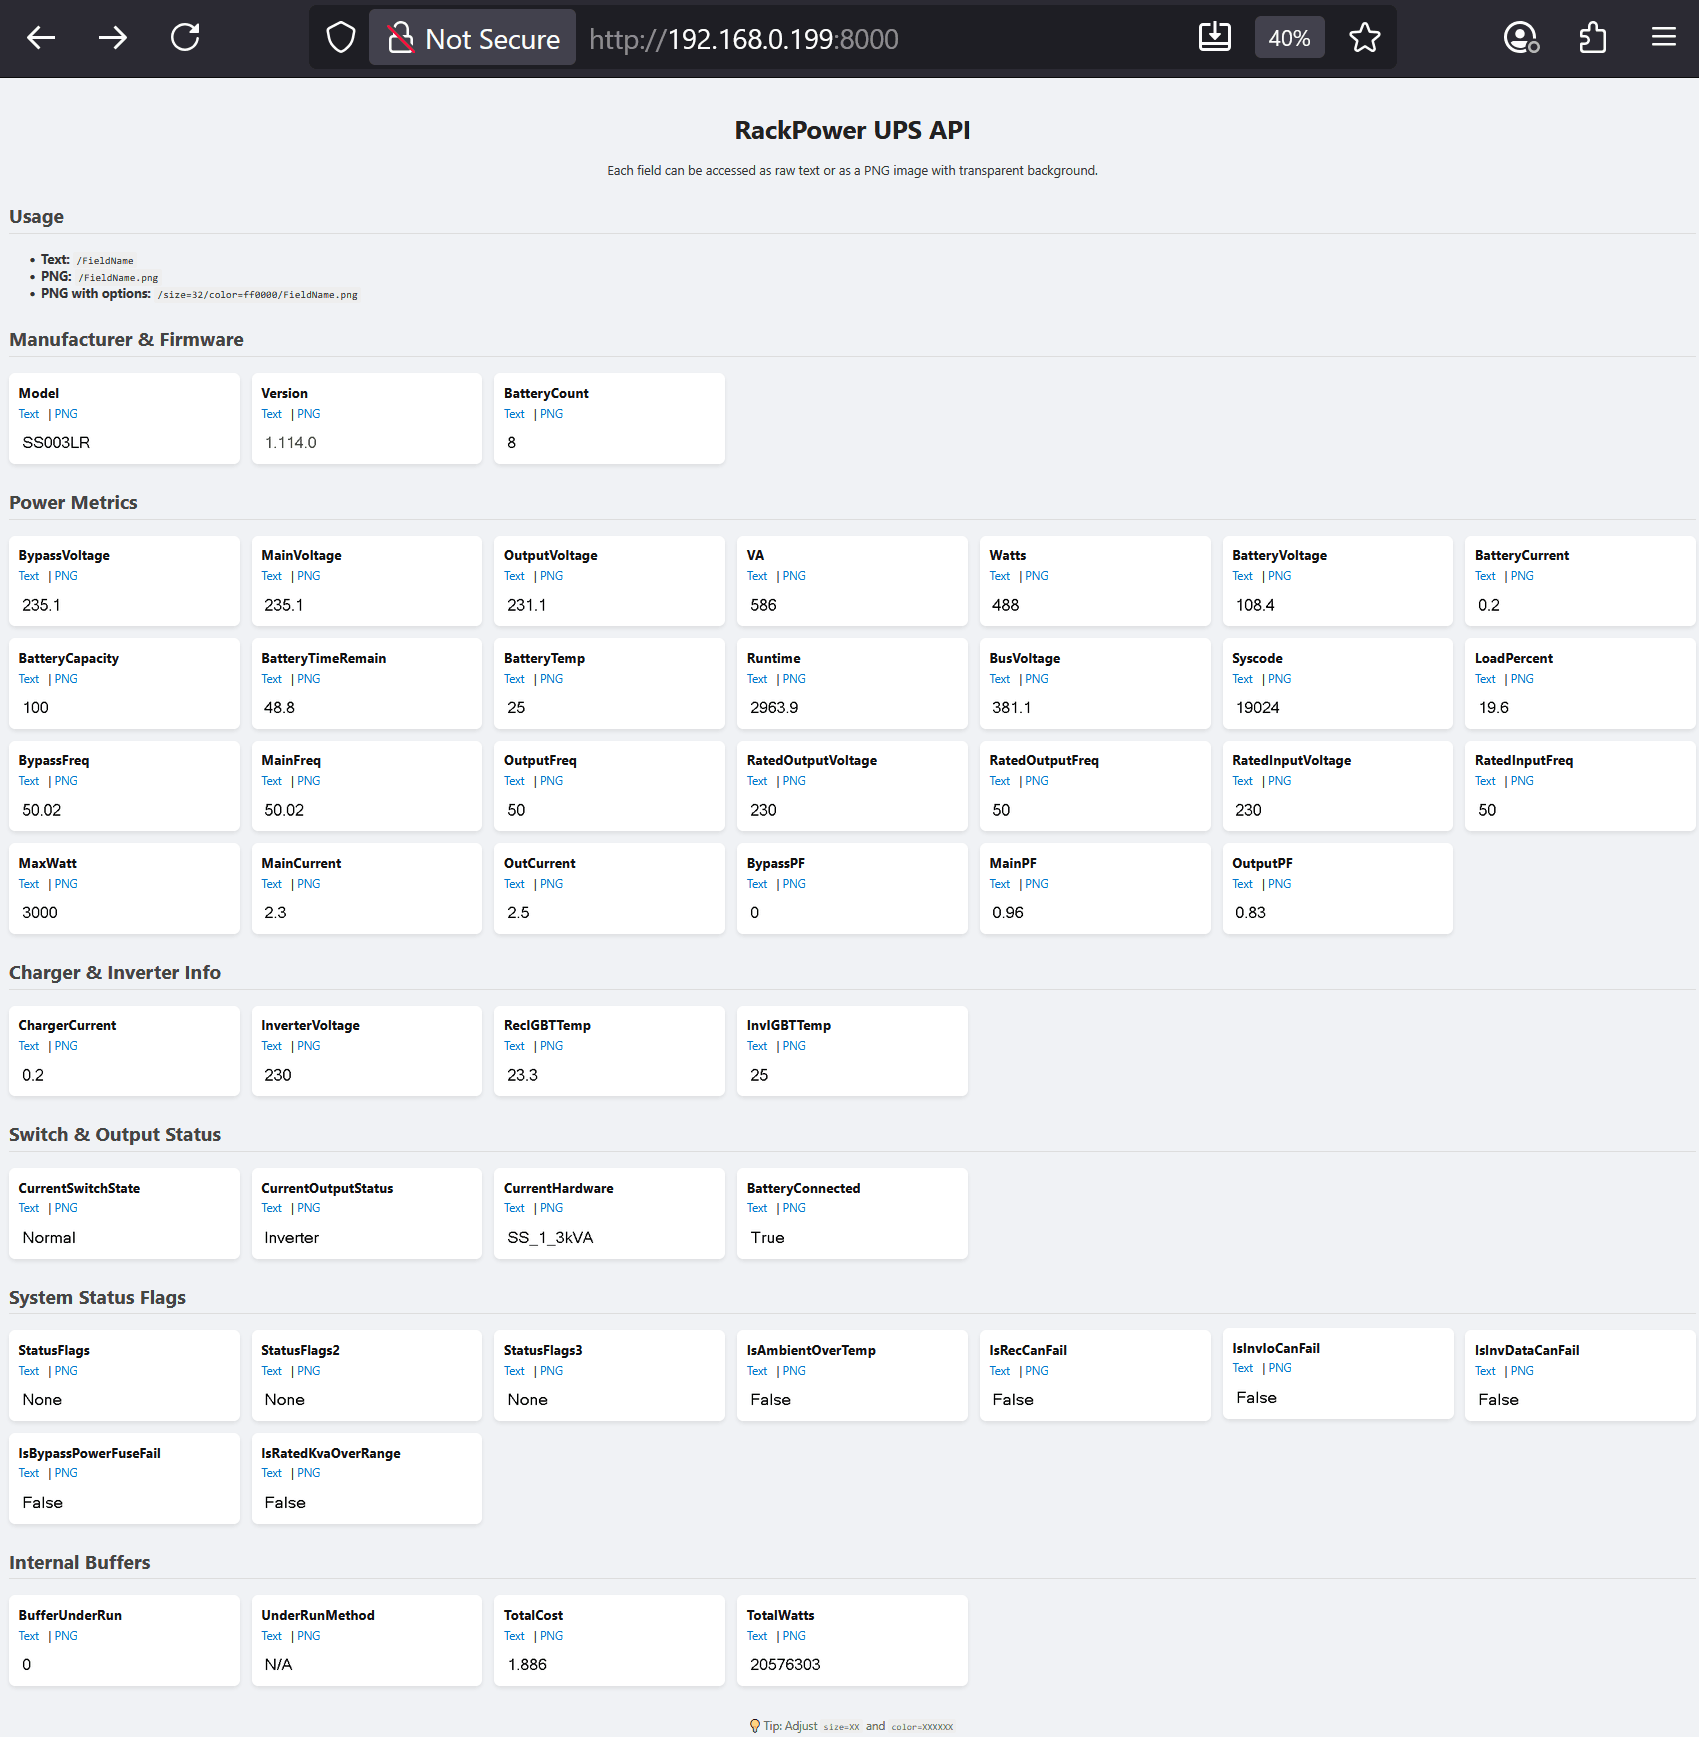 Not Secure http://192.168.0.199:8000 40%
RackPower UPS API
Each field can be accessed as raw text or as a PNG image with transparent background.
Usage
• Text: /FieldName
• PNG: /FieldName.png
• PNG with options: /size=32/color=ff0000/FieldName.png
Manufacturer & Firmware
Model Version BatteryCount
Text | PNG Text | PNG Text | PNG
SS003LR 1.114.0 8
Power Metrics
BypassVoltage MainVoltage OutputVoltage VA Watts BatteryVoltage BatteryCurrent
Text | PNG Text | PNG Text | PNG Text | PNG Text | PNG Text | PNG Text | PNG
235.1 235.1 231.1 586 488 108.4 0.2
BatteryCapacity BatteryTimeRemain BatteryTemp Runtime BusVoltage Syscode LoadPercent
Text | PNG Text | PNG Text | PNG Text | PNG Text | PNG Text | PNG Text | PNG
100 48.8 25 2963.9 381.1 19024 19.6
BypassFreq MainFreq OutputFreq RatedOutputVoltage RatedOutputFreq RatedInputVoltage RatedInputFreq
Text | PNG Text | PNG Text | PNG Text | PNG Text | PNG Text | PNG Text | PNG
50.02 50.02 50 230 50 230 50
MaxWatt MainCurrent OutCurrent BypassPF MainPF OutputPF
Text | PNG Text | PNG Text | PNG Text | PNG Text | PNG Text | PNG
3000 2.3 2.5 0 0.96 0.83
Charger & Inverter Info
ChargerCurrent InverterVoltage RecIGBTTemp InvIGBTTemp
Text | PNG Text | PNG Text | PNG Text | PNG
0.2 230 23.3 25
Switch & Output Status
CurrentSwitchState CurrentOutputStatus CurrentHardware BatteryConnected
Text | PNG Text | PNG Text | PNG Text | PNG
Normal Inverter SS_1_3kVA True
System Status Flags
StatusFlags StatusFlags2 StatusFlags3 IsAmbientOverTemp IsRecCanFail IsInvIoCanFail IsInvDataCanFail
Text | PNG Text | PNG Text | PNG Text | PNG Text | PNG Text | PNG Text | PNG
None None None False False False False
IsBypassPowerFuseFail IsRatedKvaOverRange
Text | PNG Text | PNG
False False
Internal Buffers
BufferUnderRun UnderRunMethod TotalCost TotalWatts
Text | PNG Text | PNG Text | PNG Text | PNG
0 N/A 1.886 20576303
Tip: Adjust size=XX and color=XXXXXX